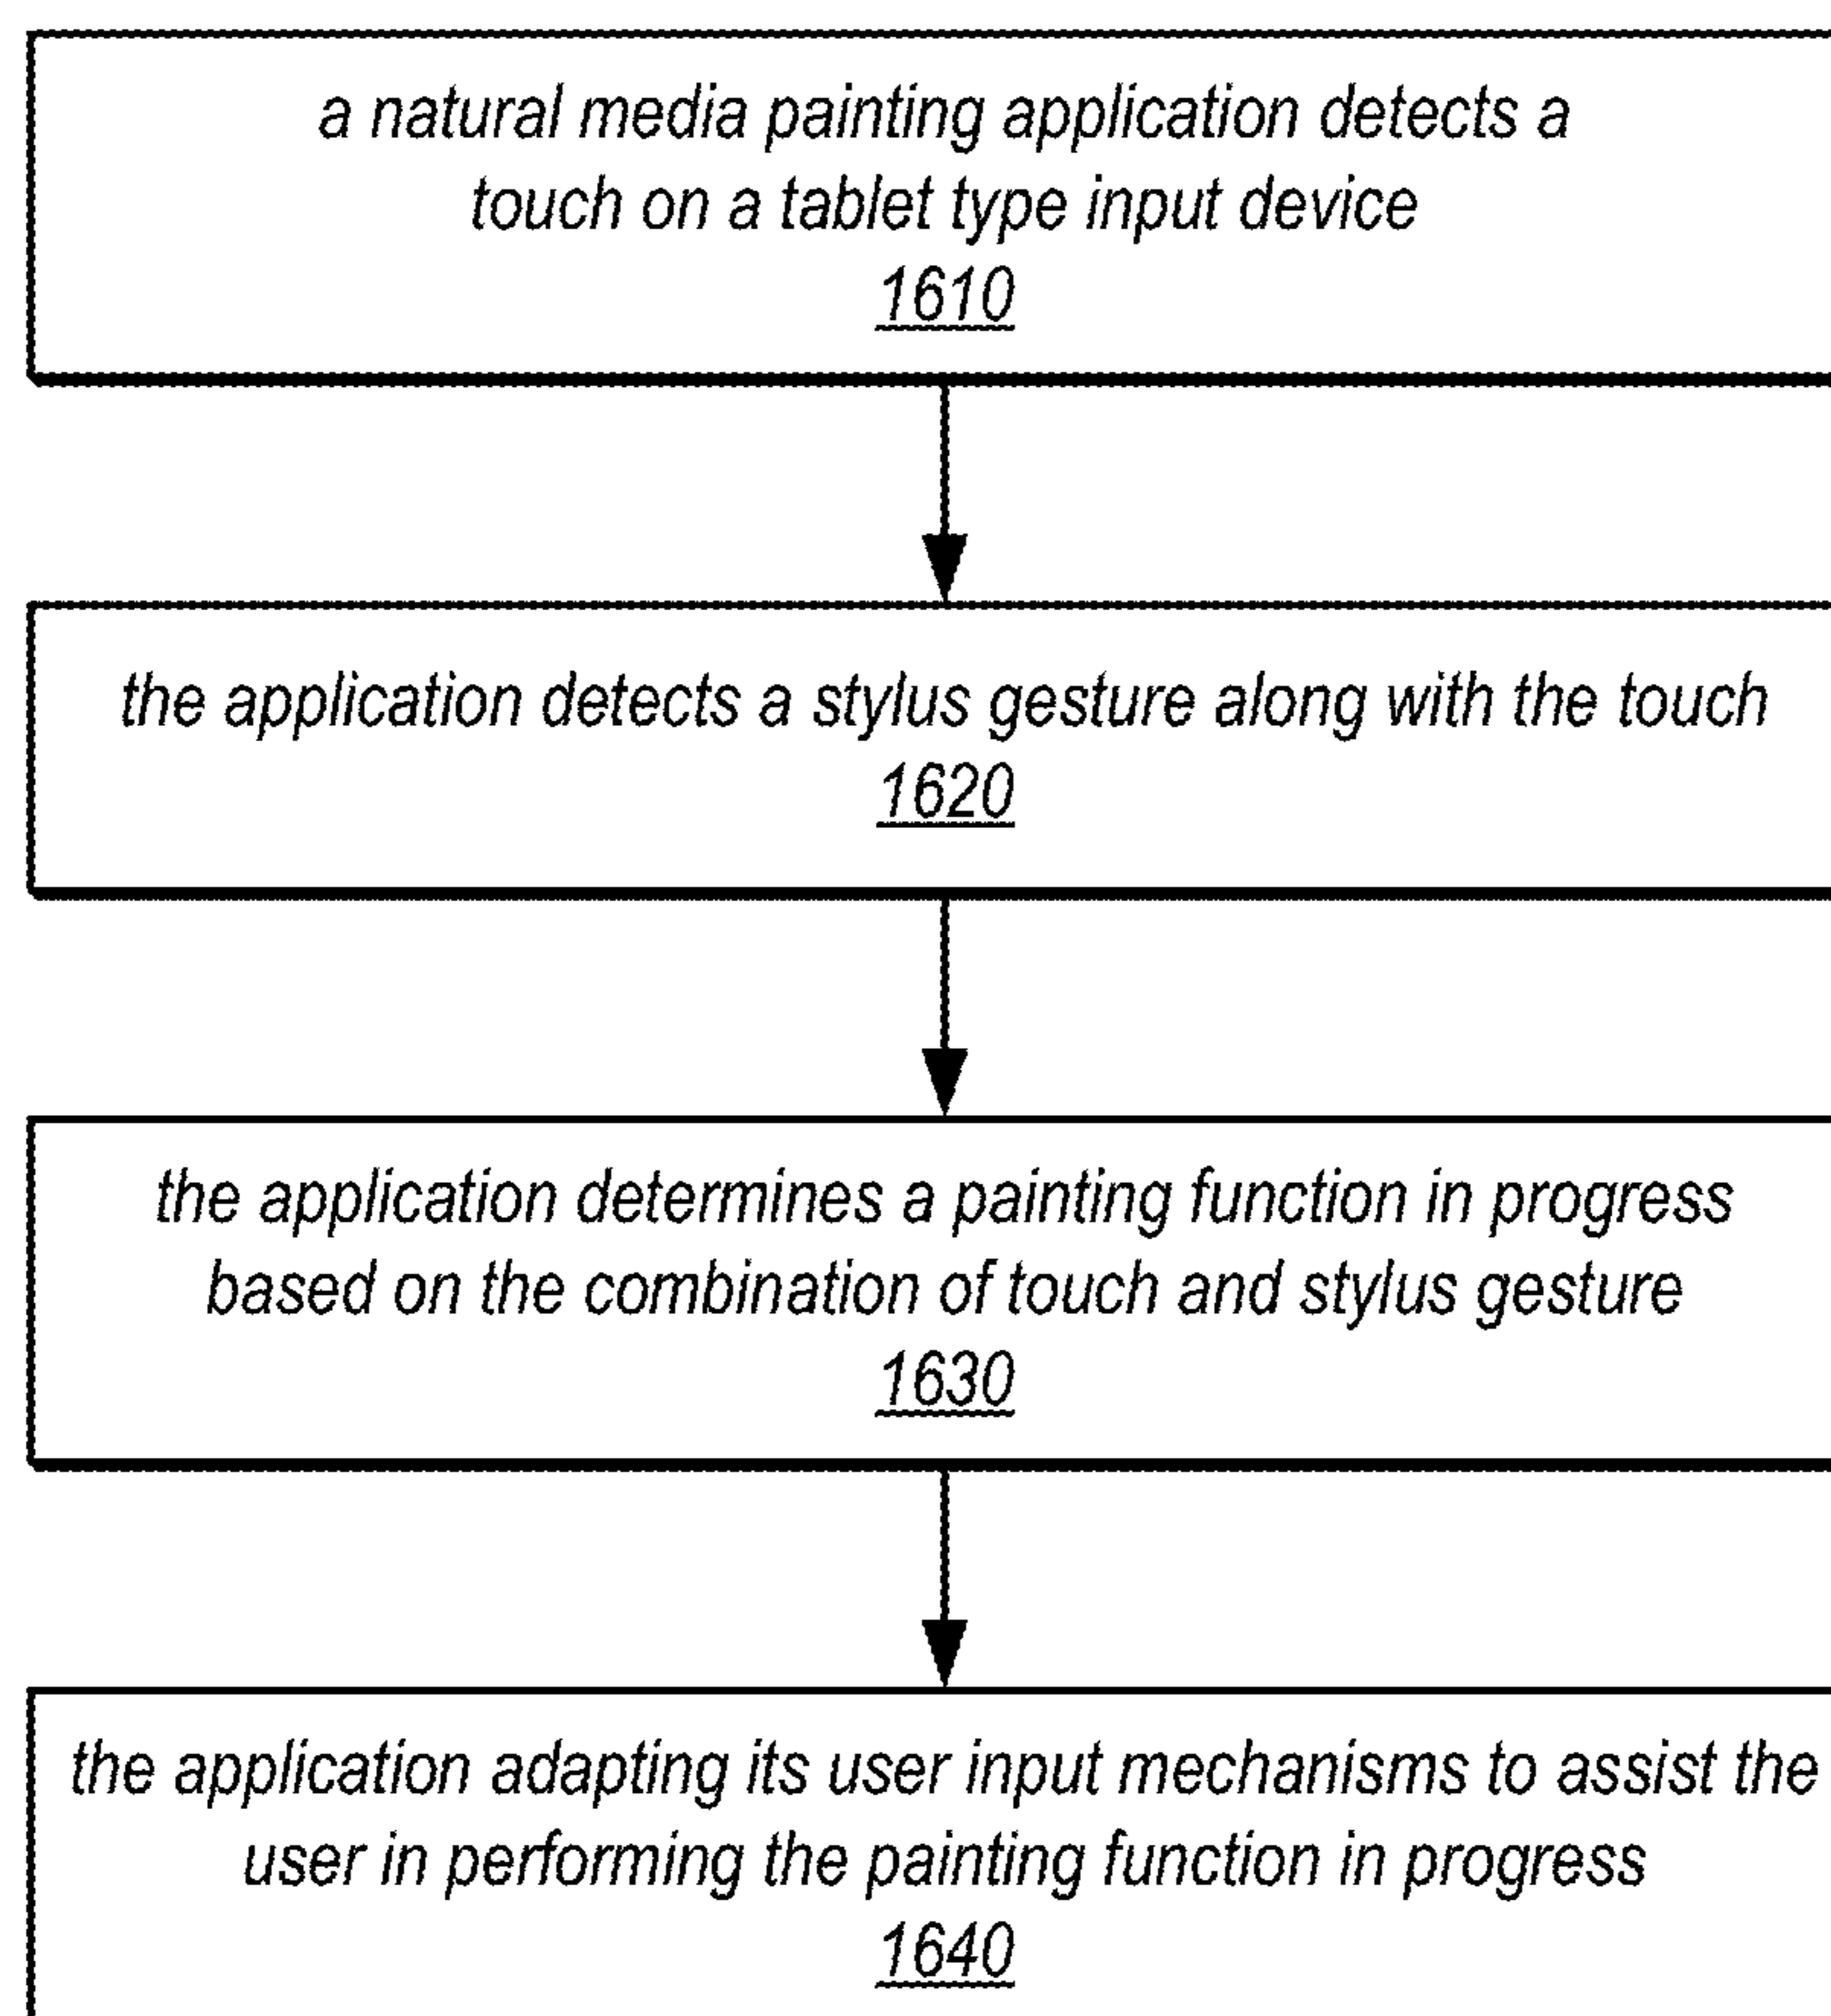 a natural media painting application detects a
touch on a tablet type input device
1610
the application detects a stylus gesture along with the touch
1620
the application determines a painting function in progress
based on the combination of touch and stylus gesture
1630
the application adapting its user input mechanisms to assist the
user in performing the painting function in progress
1640